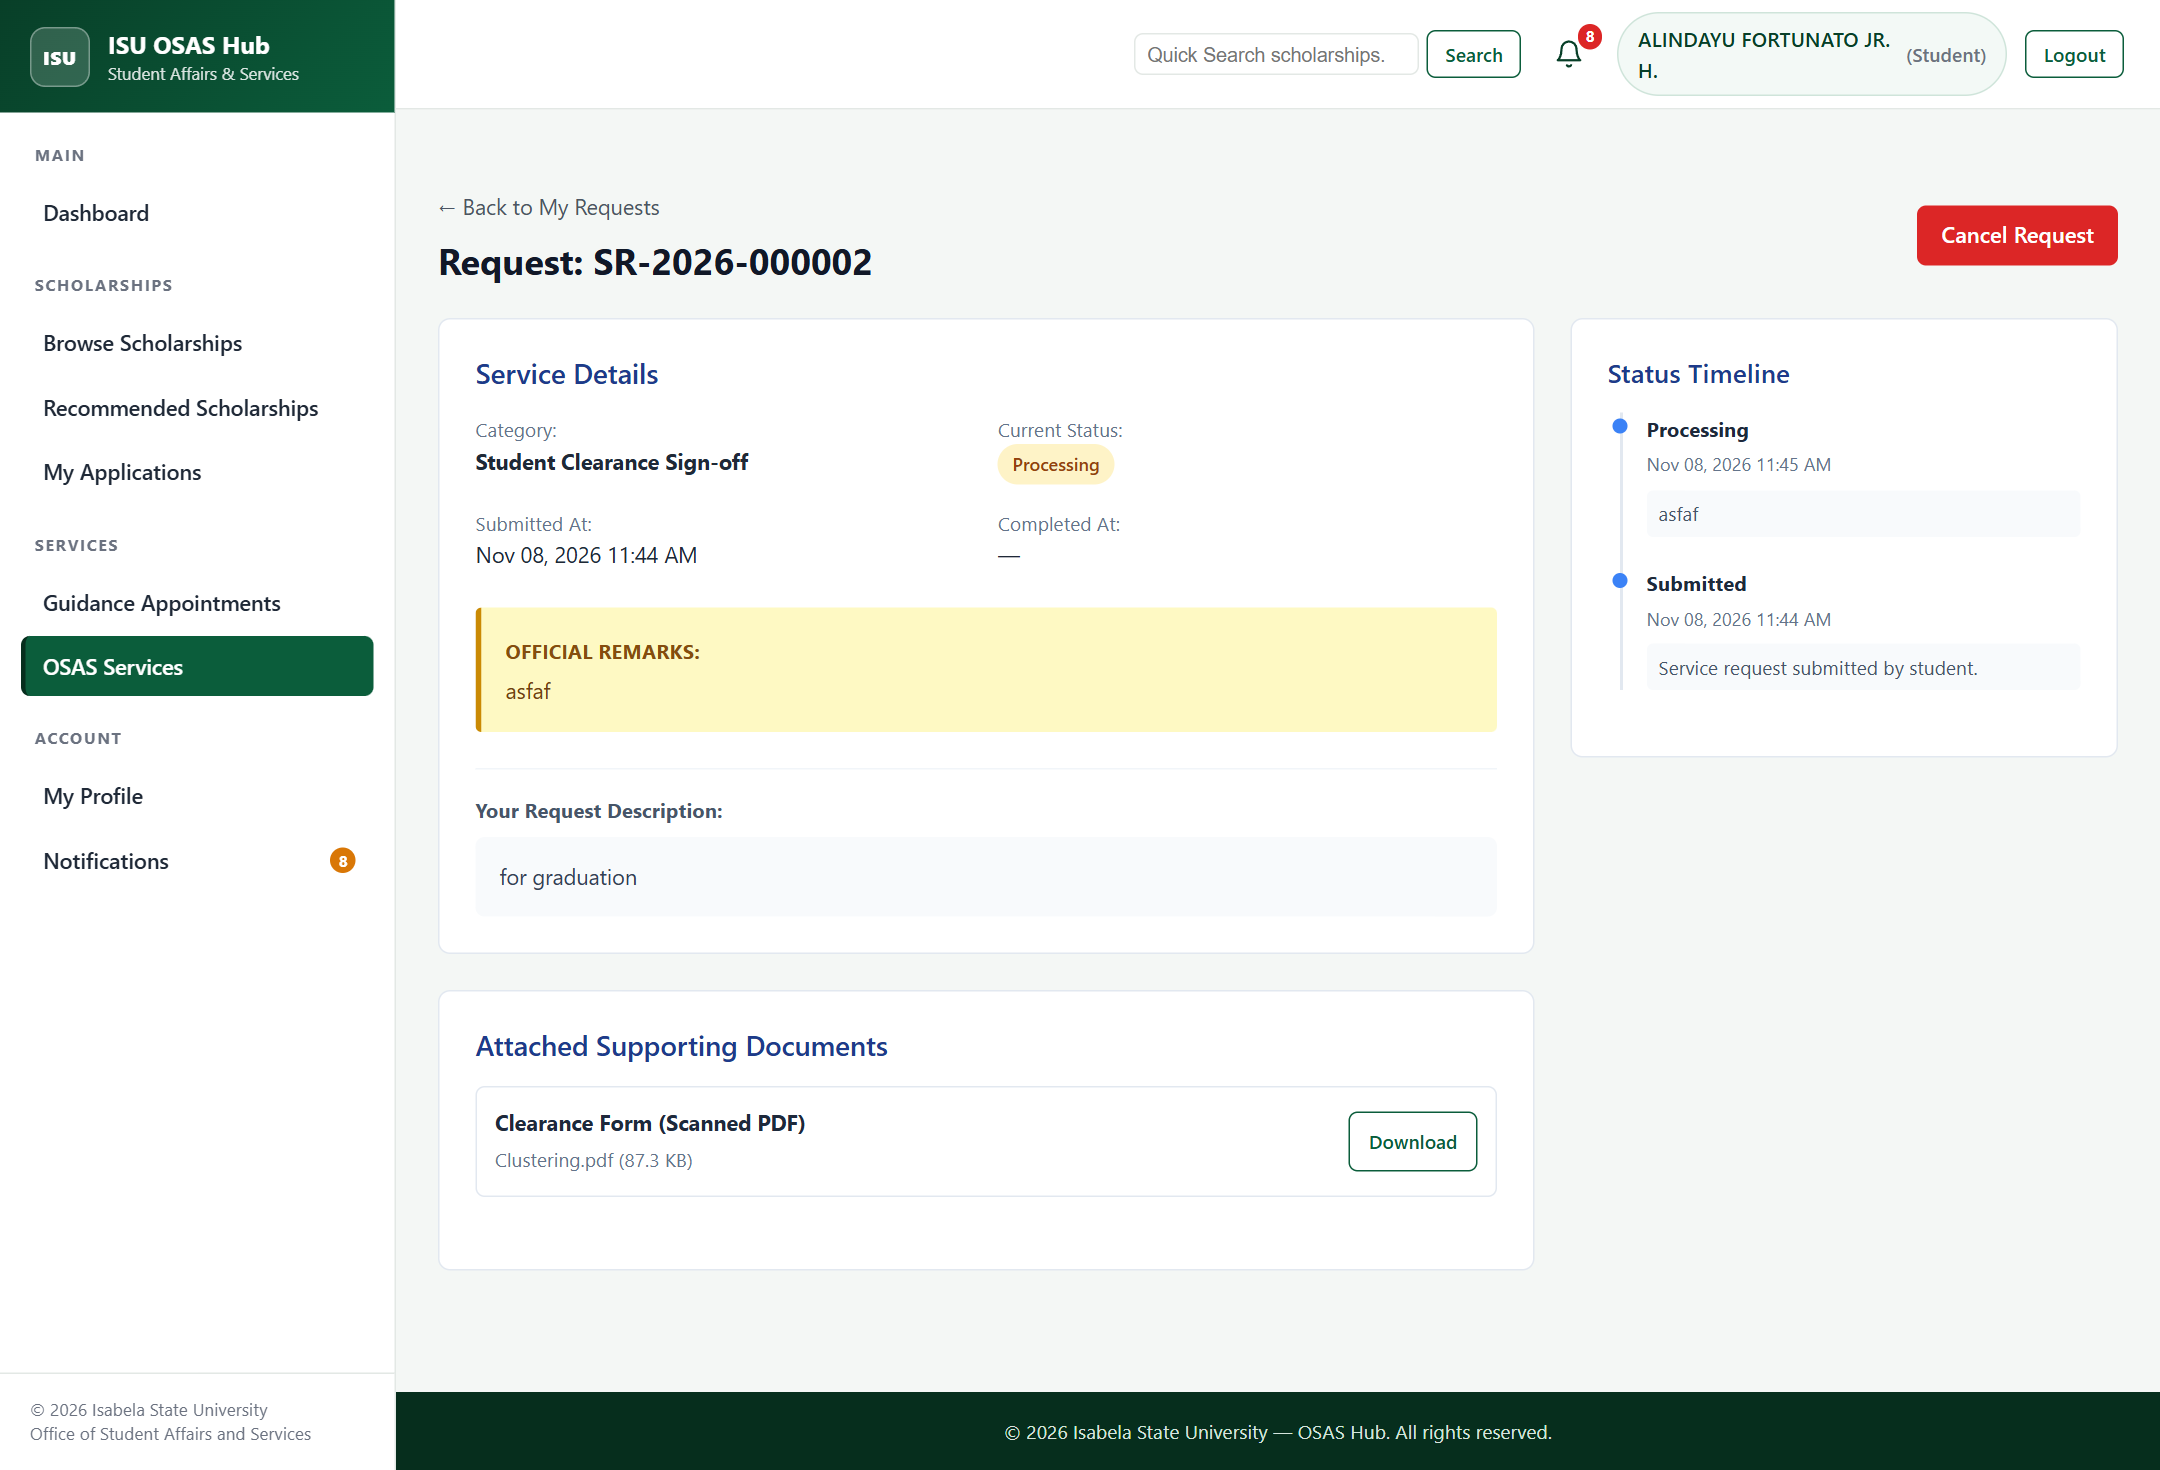 ISU
ISU OSAS Hub
Student Affairs & Services
MAIN
Dashboard
SCHOLARSHIPS
Browse Scholarships
Recommended Scholarships
My Applications
SERVICES
Guidance Appointments
OSAS Services
ACCOUNT
My Profile
Notifications 8
© 2026 Isabela State University
Office of Student Affairs and Services
Quick Search scholarships.
Search
8
ALINDAYU FORTUNATO JR.
H.
(Student)
Logout
← Back to My Requests
Request: SR-2026-000002
Cancel Request
Service Details
Category:
Student Clearance Sign-off
Current Status:
Processing
Submitted At:
Nov 08, 2026 11:44 AM
Completed At:
—
OFFICIAL REMARKS:
asfaf
Your Request Description:
for graduation
Attached Supporting Documents
Clearance Form (Scanned PDF)
Clustering.pdf (87.3 KB)
Download
Status Timeline
Processing
Nov 08, 2026 11:45 AM
asfaf
Submitted
Nov 08, 2026 11:44 AM
Service request submitted by student.
© 2026 Isabela State University — OSAS Hub. All rights reserved.